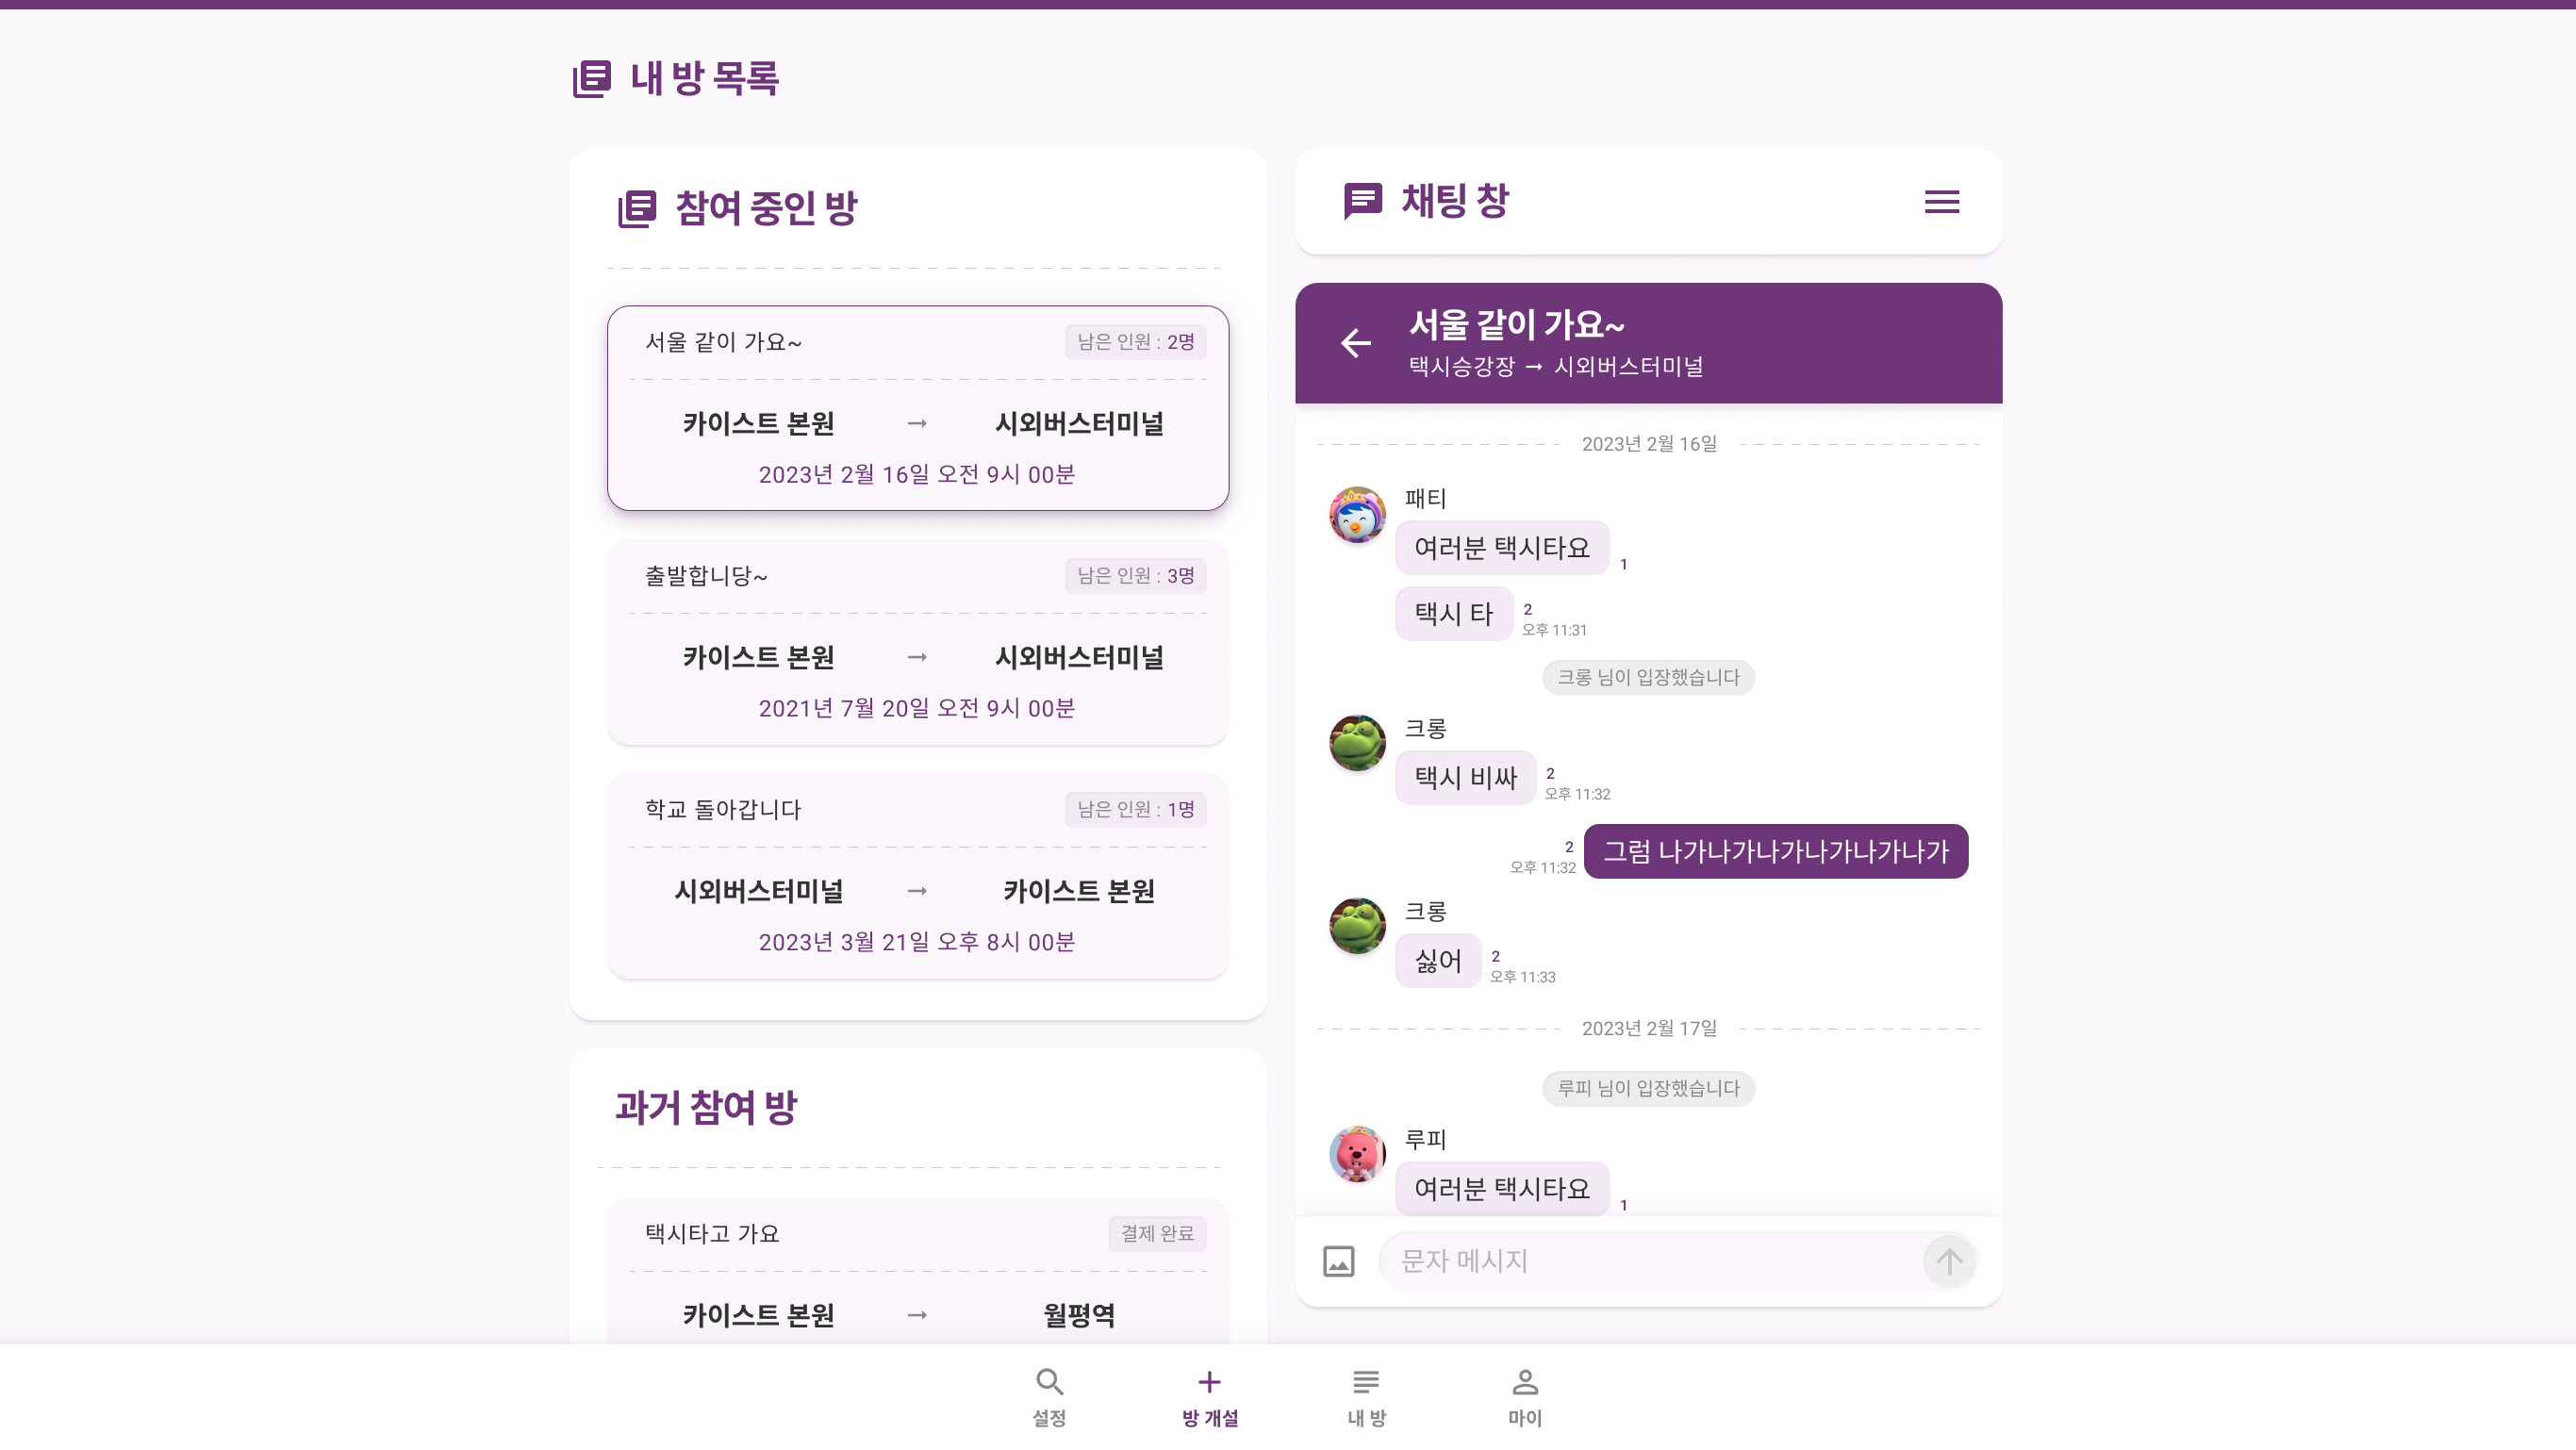 내 방 목록
참여 중인 방
서울 같이 가요~
남은 인원 : 2명
카이스트 본원 → 시외버스터미널
2023년 2월 16일 오전 9시 00분
출발합니당~
남은 인원 : 3명
카이스트 본원 → 시외버스터미널
2021년 7월 20일 오전 9시 00분
학교 돌아갑니다
남은 인원 : 1명
시외버스터미널 → 카이스트 본원
2023년 3월 21일 오후 8시 00분
과거 참여 방
택시타고 가요
결제 완료
카이스트 본원 → 월평역
채팅 창
서울 같이 가요~
택시승강장 → 시외버스터미널
2023년 2월 16일
패티
여러분 택시타요
1
택시 타
2
오후 11:31
크롱 님이 입장했습니다
크롱
택시 비싸
2
오후 11:32
2
오후 11:32
그럼 나가나가나가나가나가나가
크롱
싫어
2
오후 11:33
2023년 2월 17일
루피 님이 입장했습니다
루피
여러분 택시타요
1
문자 메시지
설정
방 개설
내 방
마이